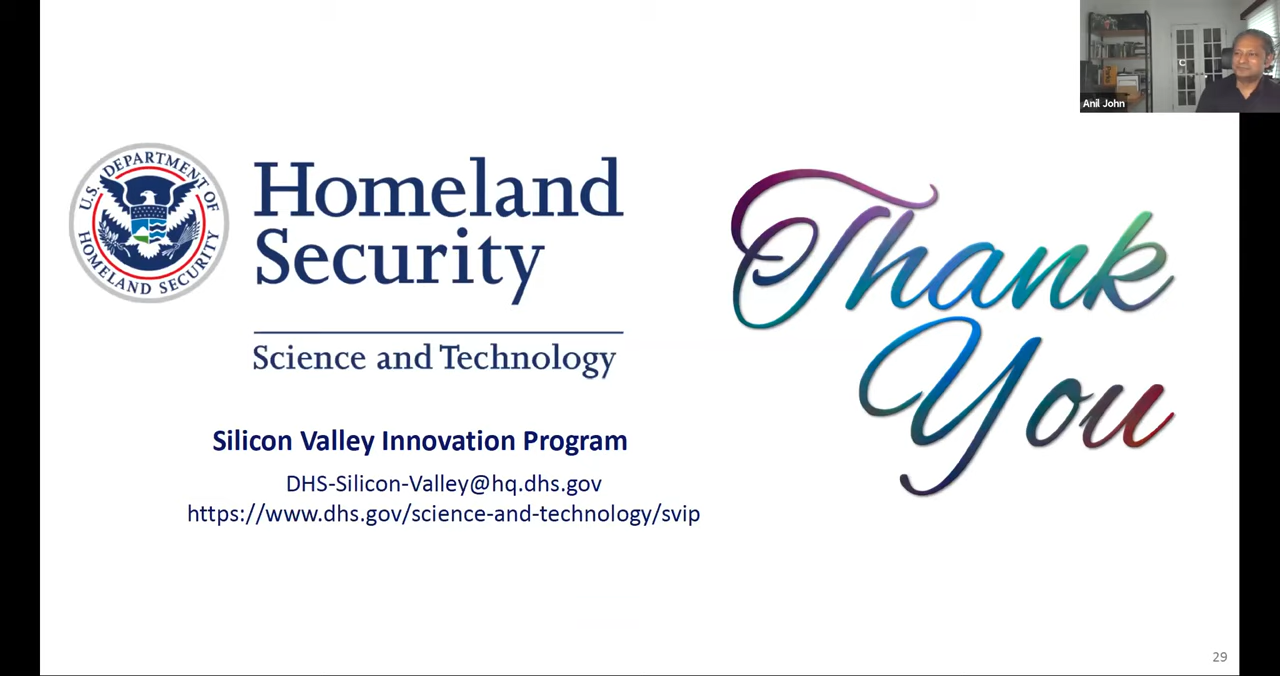 U.S. DEPARTMENT OF
HOMELAND SECURITY
Homeland
Security
Science and Technology
Silicon Valley Innovation Program
DHS-Silicon-Valley@hq.dhs.gov
https://www.dhs.gov/science-and-technology/svip
Thank
You
Anil John
29